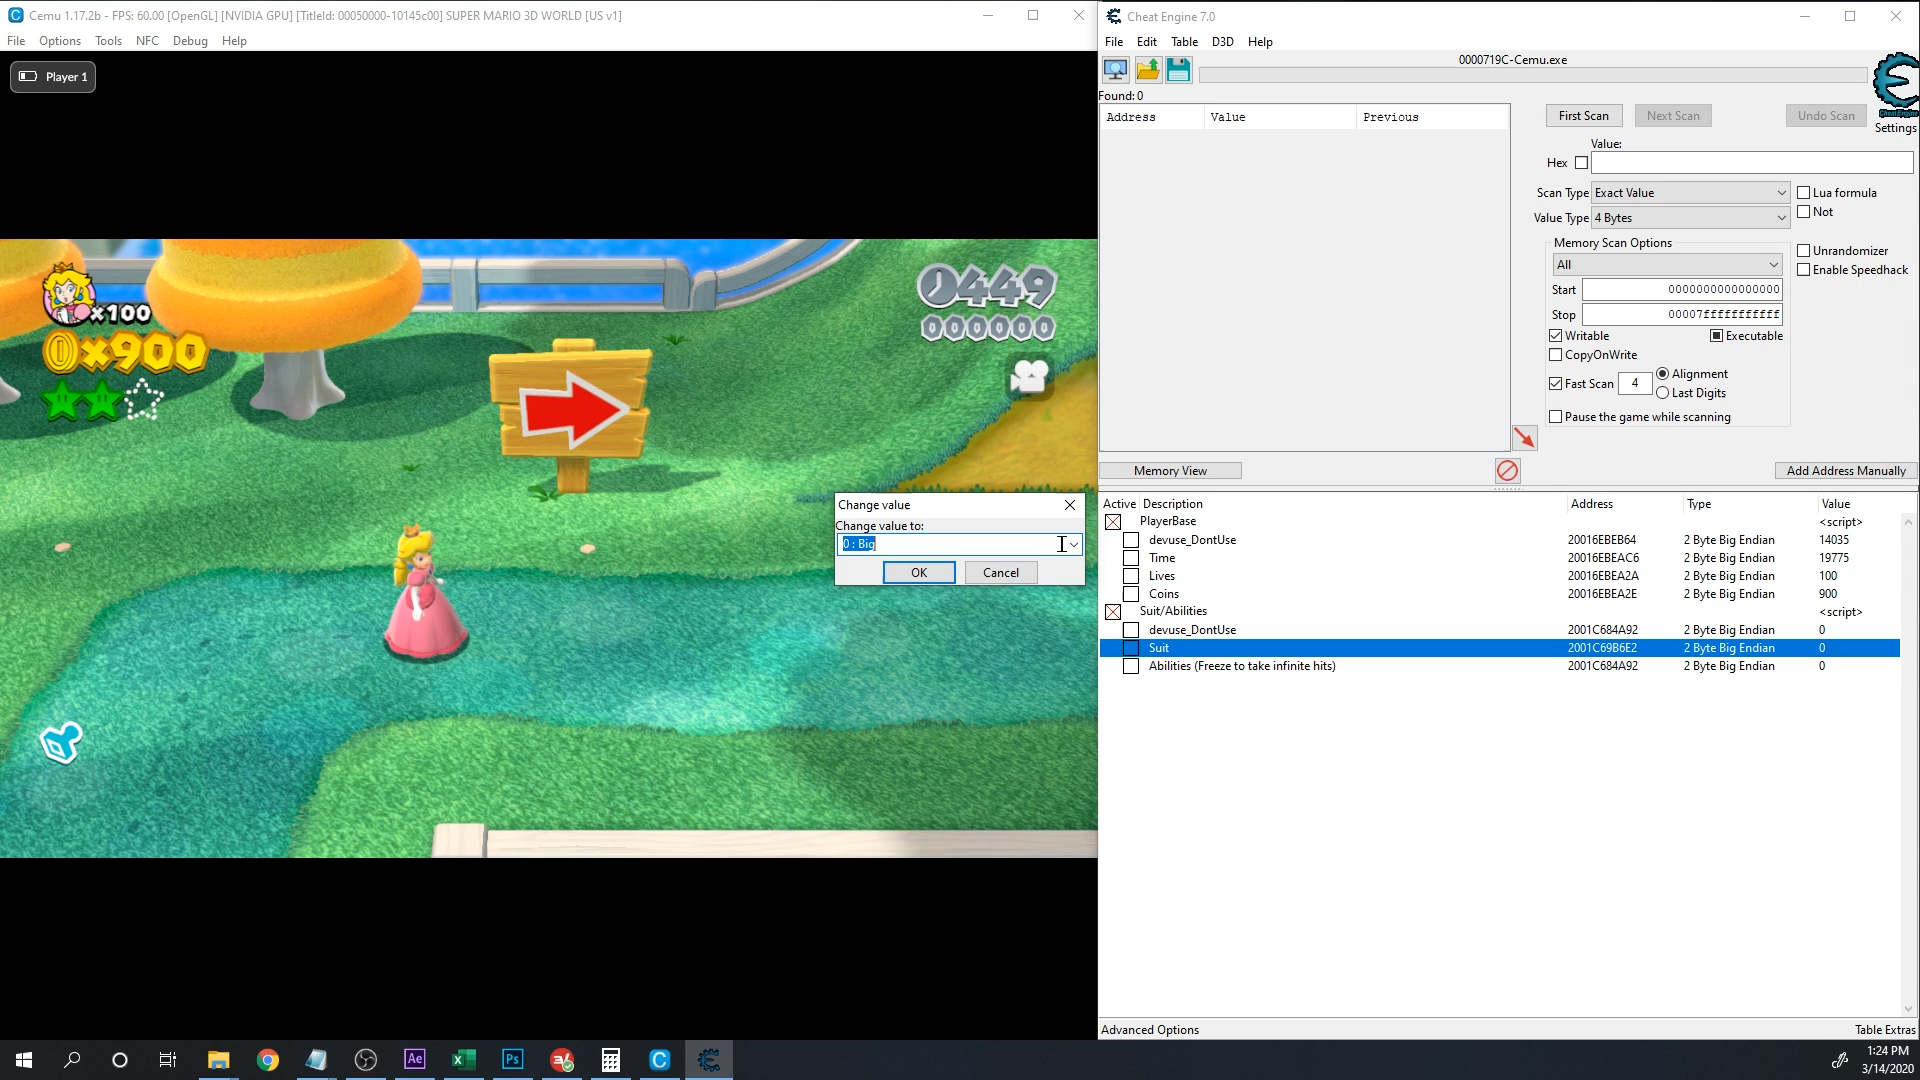 Cemu 1.17.2b - FPS: 60.00 [OpenGL] [NVIDIA GPU] [TitleId: 00050000-10145c00] SUPER MARIO 3D WORLD [US v1]
File Options Tools NFC Debug Help
Player 1
x100
x900
449
000000
Change value
Change value to:
0 : Big
OK Cancel
Cheat Engine 7.0
File Edit Table D3D Help
0000719C-Cemu.exe
Found: 0
Address Value Previous
First Scan Next Scan Undo Scan
Cheat Engine
Settings
Value:
Hex
Scan Type Exact Value
Lua formula
Value Type 4 Bytes
Not
Memory Scan Options
All
Unrandomizer
Enable Speedhack
Start 0000000000000000
Stop 00007fffffffffff
Writable Executable
CopyOnWrite
Fast Scan 4 Alignment
Last Digits
Pause the game while scanning
Memory View Add Address Manually
Active Description Address Type Value
PlayerBase <script>
devuse_DontUse 20016EBEB64 2 Byte Big Endian 14035
Time 20016EBEAC6 2 Byte Big Endian 19775
Lives 20016EBEA2A 2 Byte Big Endian 100
Coins 20016EBEA2E 2 Byte Big Endian 900
Suit/Abilities <script>
devuse_DontUse 2001C684A92 2 Byte Big Endian 0
Suit 2001C69B6E2 2 Byte Big Endian 0
Abilities (Freeze to take infinite hits) 2001C684A92 2 Byte Big Endian 0
Advanced Options Table Extras
Ae
Ps
1:24 PM
3/14/2020